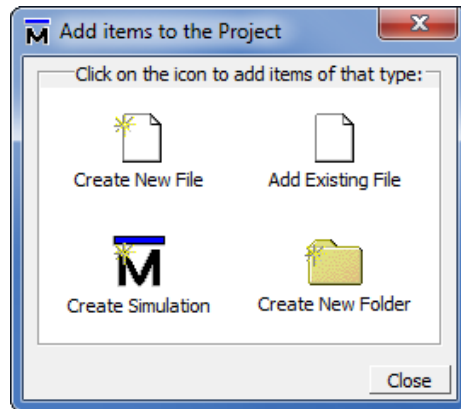 Add items to the Project
Click on the icon to add items of that type:
Create New File
Add Existing File
Create Simulation
Create New Folder
Close